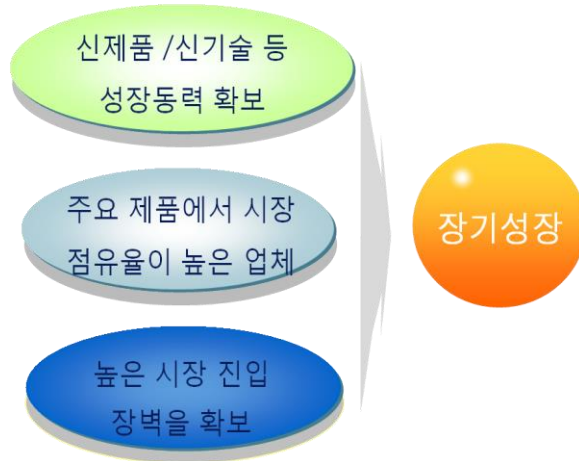 신제품 /신기술 등
성장동력 확보
주요 제품에서 시장
점유율이 높은 업체
높은 시장 진입
장벽을 확보
장기성장